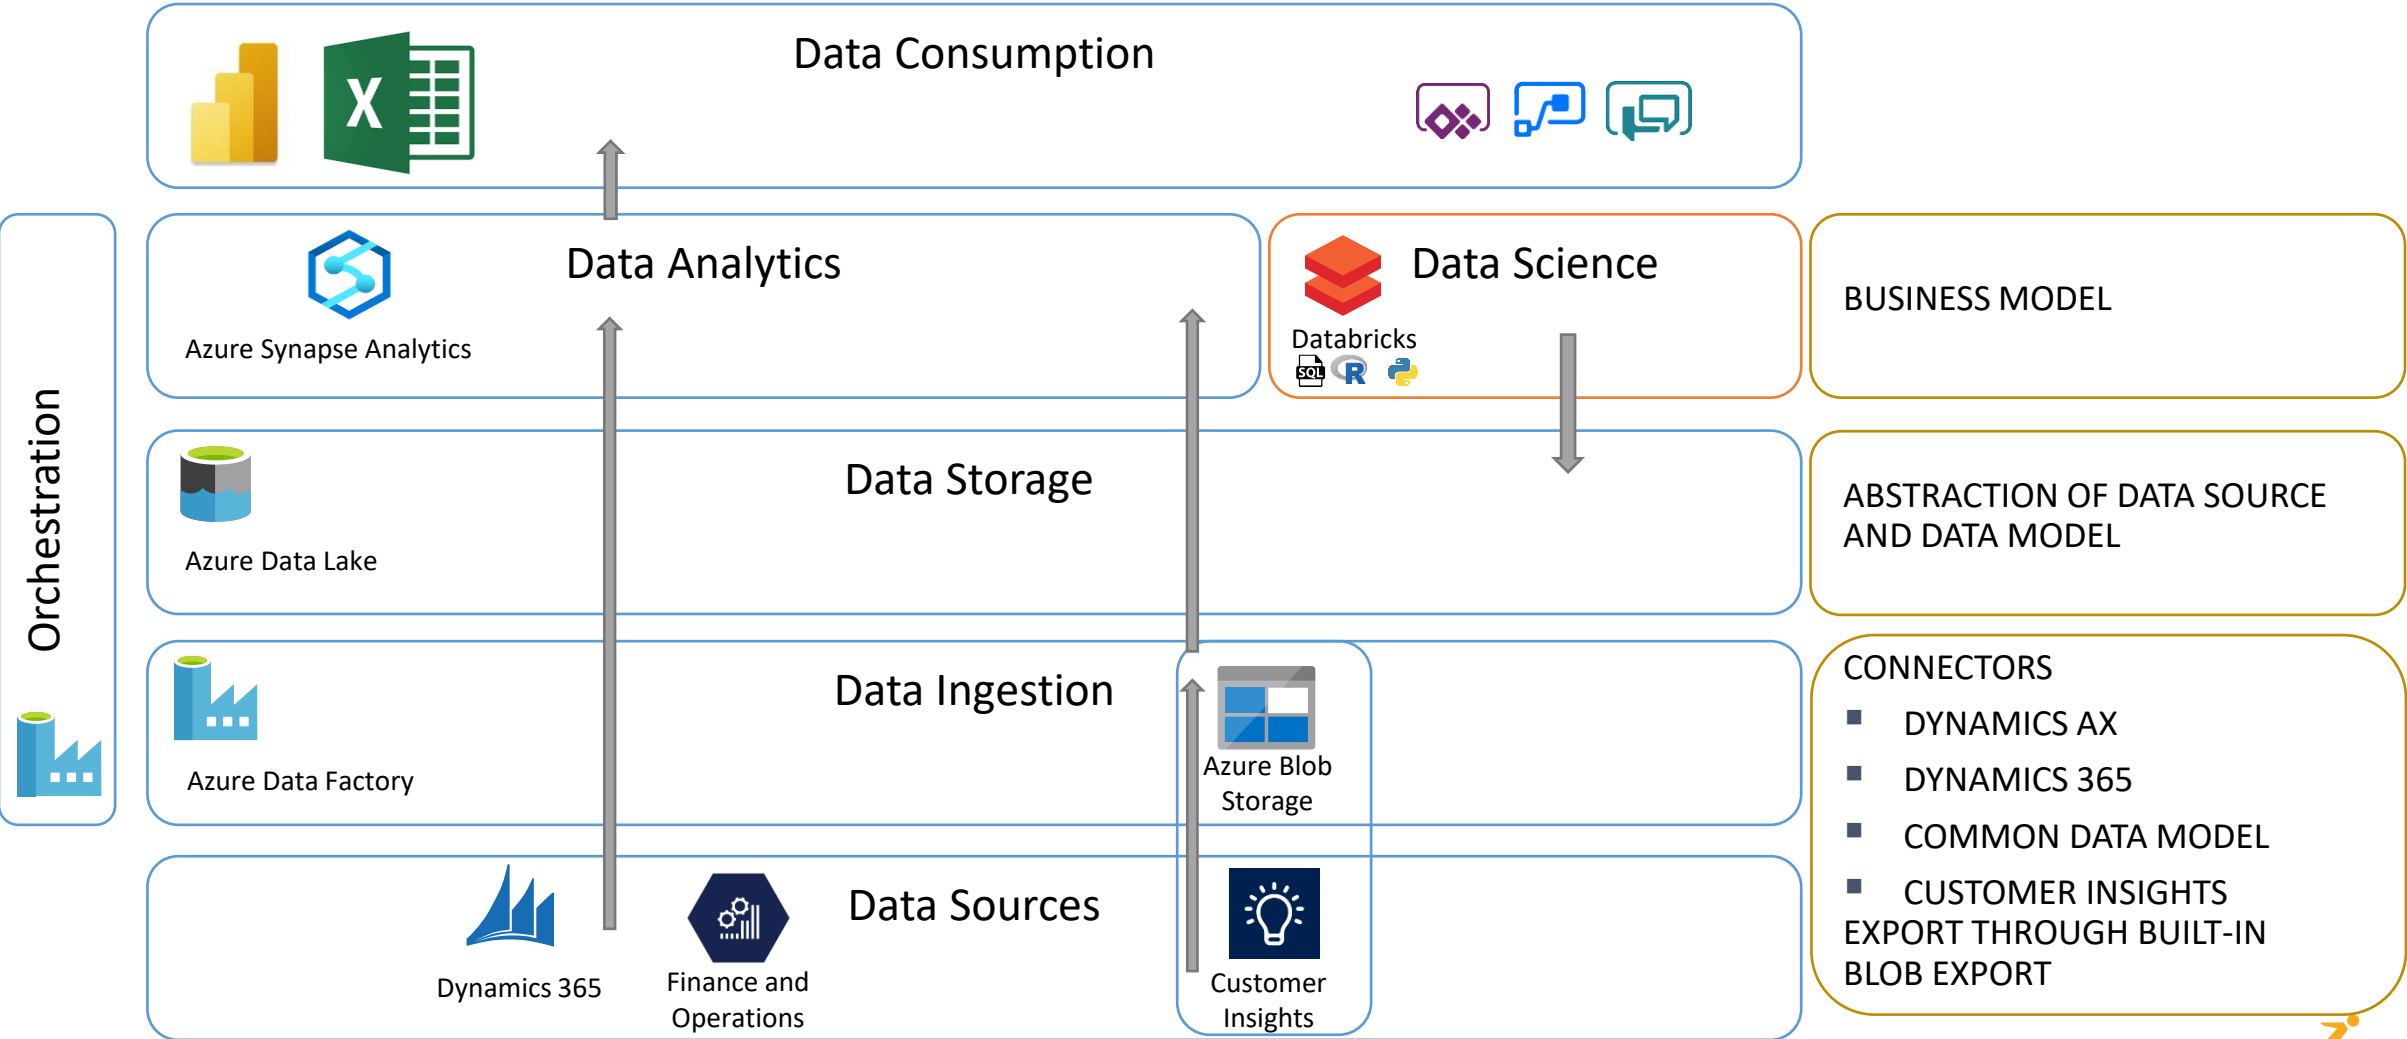 Data Consumption
X
Orchestration
Data Analytics
Azure Synapse Analytics
Data Science
Databricks
SQL
R
BUSINESS MODEL
Data Storage
Azure Data Lake
ABSTRACTION OF DATA SOURCE
AND DATA MODEL
Data Ingestion
Azure Data Factory
Azure Blob
Storage
CONNECTORS
▪ DYNAMICS AX
▪ DYNAMICS 365
▪ COMMON DATA MODEL
▪ CUSTOMER INSIGHTS
EXPORT THROUGH BUILT-IN
BLOB EXPORT
Data Sources
Dynamics 365
Finance and
Operations
Customer
Insights